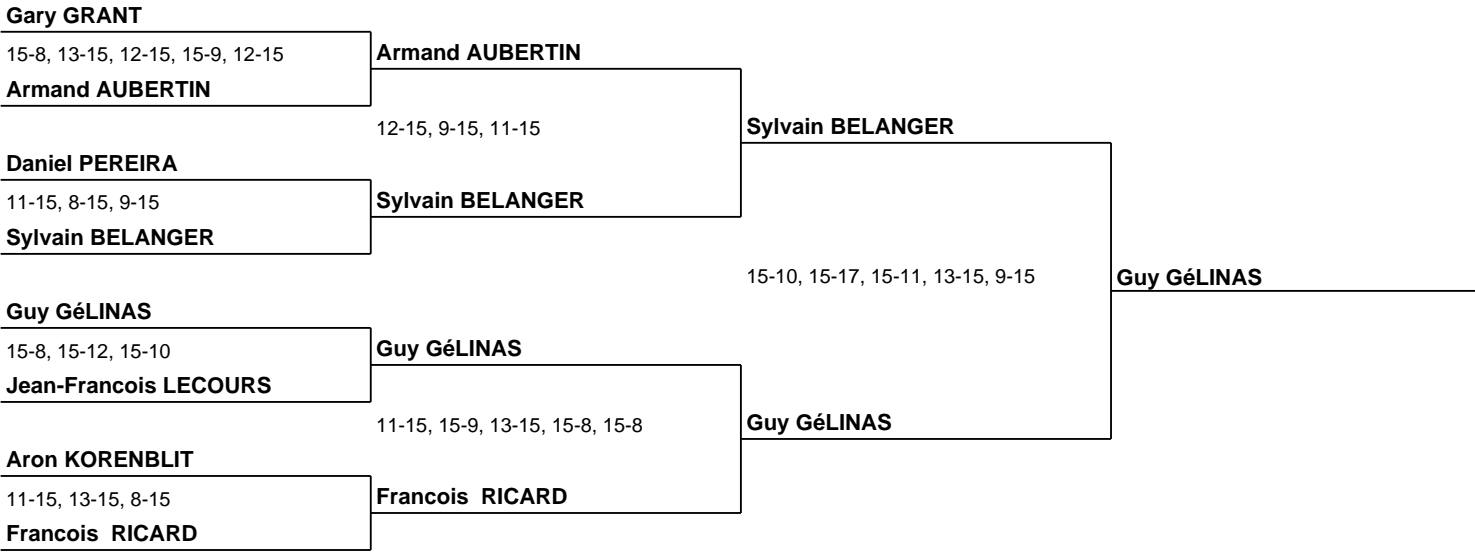 Gary GRANT
15-8, 13-15, 12-15, 15-9, 12-15
Armand AUBERTIN
Armand AUBERTIN
12-15, 9-15, 11-15
Sylvain BELANGER
Daniel PEREIRA
11-15, 8-15, 9-15
Sylvain BELANGER
Sylvain BELANGER
15-10, 15-17, 15-11, 13-15, 9-15
Guy GéLINAS
Guy GéLINAS
15-8, 15-12, 15-10
Guy GéLINAS
Jean-Francois LECOURS
11-15, 15-9, 13-15, 15-8, 15-8
Guy GéLINAS
Aron KORENBLIT
11-15, 13-15, 8-15
Francois  RICARD
Francois  RICARD